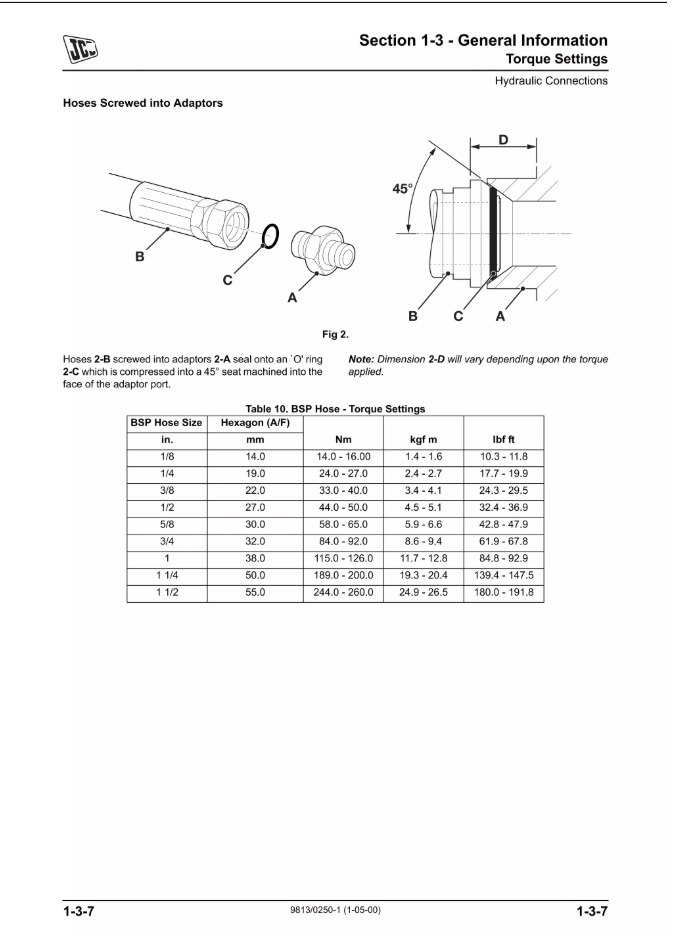 JCB
Section 1-3 - General Information
Torque Settings
Hydraulic Connections
Hoses Screwed into Adaptors
B
C
A
45°
D
B C A
Fig 2.
Hoses 2-B screwed into adaptors 2-A seal onto an `O' ring
2-C which is compressed into a 45° seat machined into the
face of the adaptor port.
Note: Dimension 2-D will vary depending upon the torque
applied.
Table 10. BSP Hose - Torque Settings
BSP Hose Size Hexagon (A/F)
in. mm Nm kgf m lbf ft
1/8 14.0 14.0 - 16.00 1.4 - 1.6 10.3 - 11.8
1/4 19.0 24.0 - 27.0 2.4 - 2.7 17.7 - 19.9
3/8 22.0 33.0 - 40.0 3.4 - 4.1 24.3 - 29.5
1/2 27.0 44.0 - 50.0 4.5 - 5.1 32.4 - 36.9
5/8 30.0 58.0 - 65.0 5.9 - 6.6 42.8 - 47.9
3/4 32.0 84.0 - 92.0 8.6 - 9.4 61.9 - 67.8
1 38.0 115.0 - 126.0 11.7 - 12.8 84.8 - 92.9
1 1/4 50.0 189.0 - 200.0 19.3 - 20.4 139.4 - 147.5
1 1/2 55.0 244.0 - 260.0 24.9 - 26.5 180.0 - 191.8
1-3-7 9813/0250-1 (1-05-00) 1-3-7